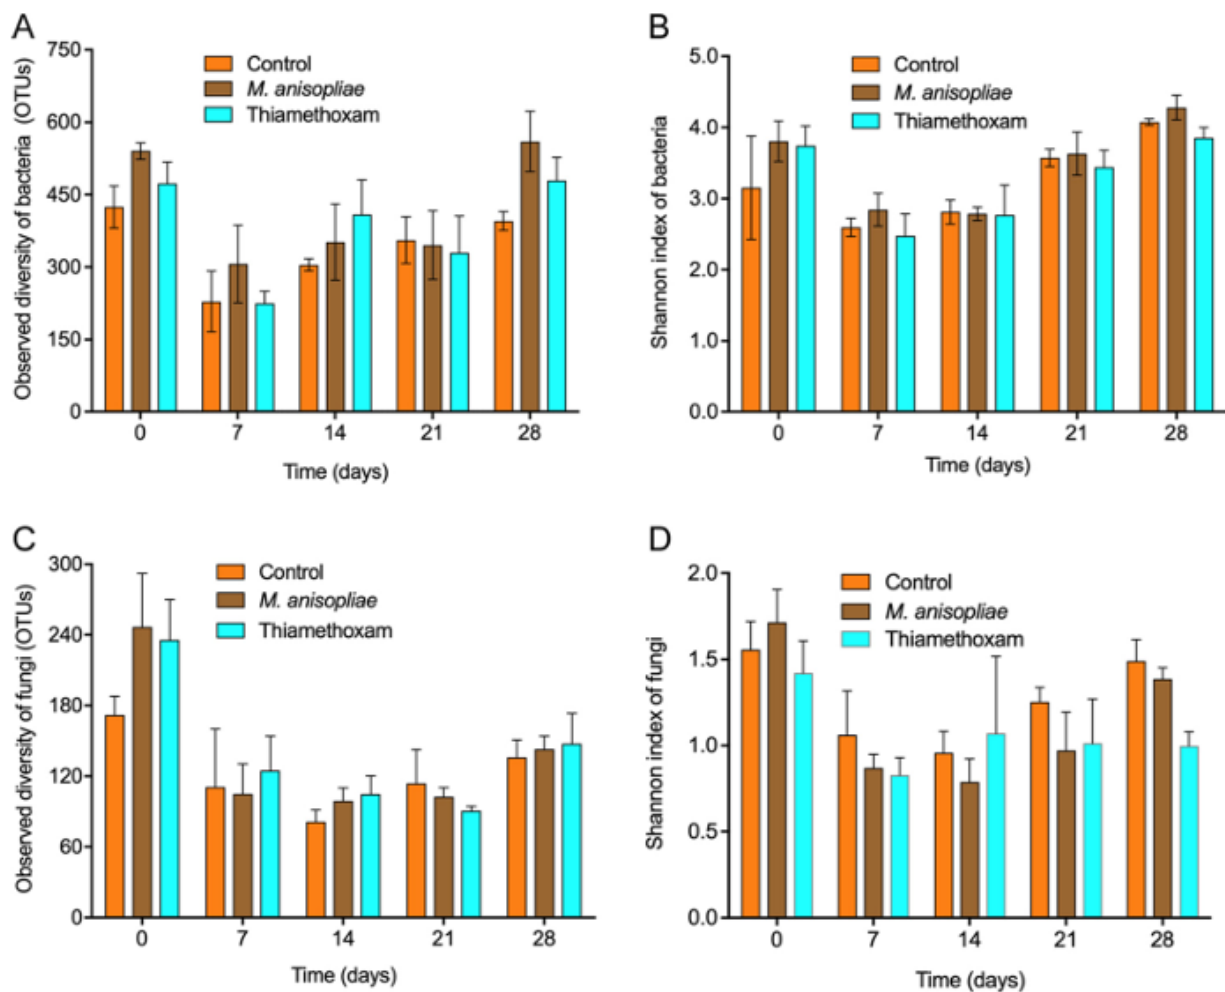 A
Observed diversity of bacteria (OTUs)
750
600
450
300
150
0
Control
M. anisopliae
Thiamethoxam
0 7 14 21 28
Time (days)
B
Shannon index of bacteria
5.0
4.0
3.0
2.0
1.0
0.0
Control
M. anisopliae
Thiamethoxam
0 7 14 21 28
Time (days)
C
Observed diversity of fungi (OTUs)
300
240
180
120
60
0
Control
M. anisopliae
Thiamethoxam
0 7 14 21 28
Time (days)
D
Shannon index of fungi
2.0
1.5
1.0
0.5
0.0
Control
M. anisopliae
Thiamethoxam
0 7 14 21 28
Time (days)